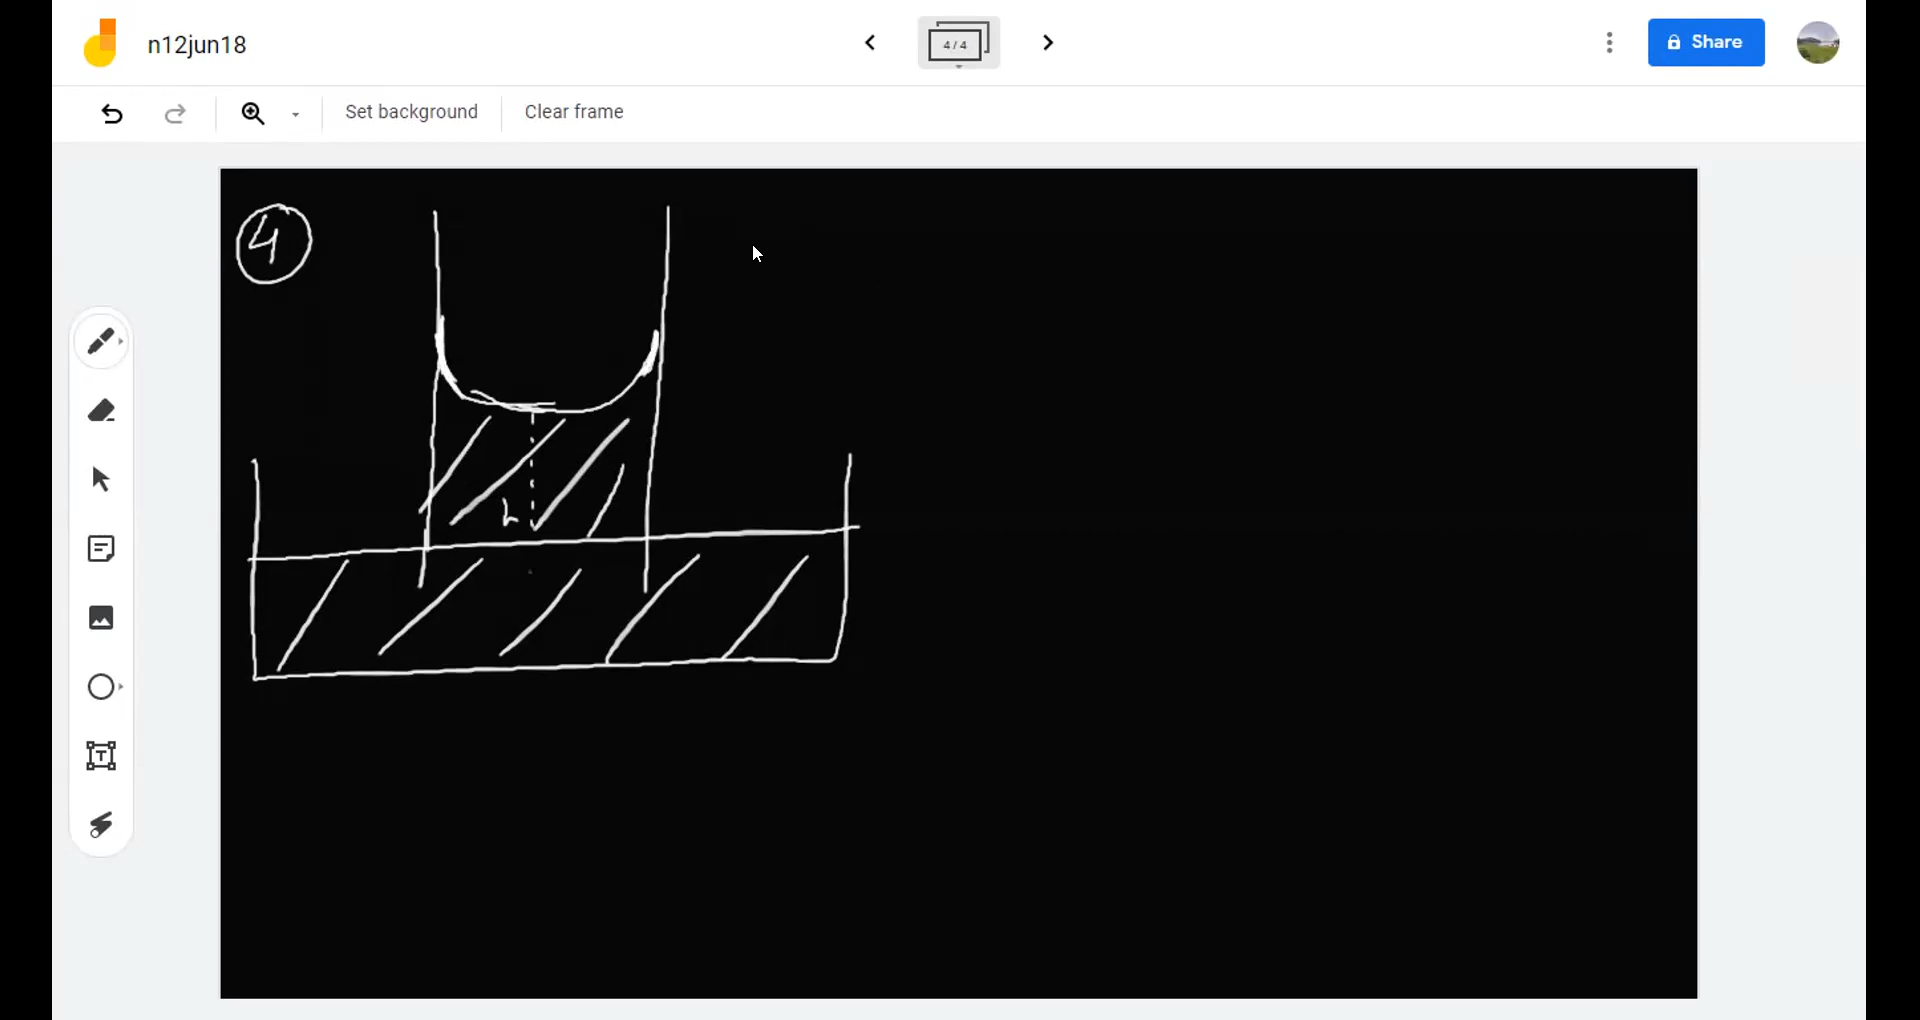 n12jun18
4 / 4
Share
Set background
Clear frame
4
h